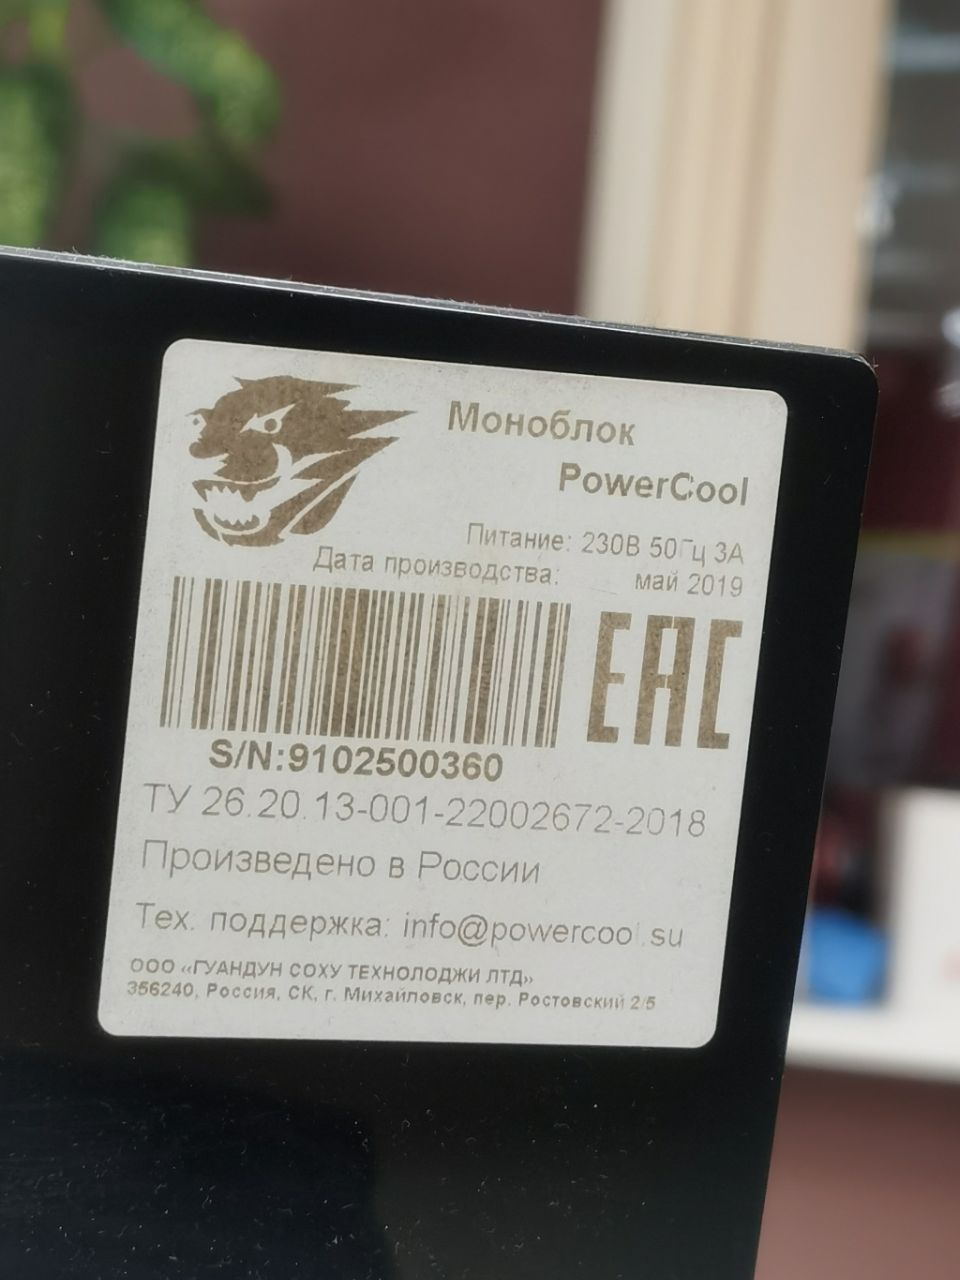 Моноблок
PowerCool
Питание: 230В 50Гц 3А
Дата производства: май 2019
EAC
S/N:9102500360
ТУ 26.20.13-001-22002672-2018
Произведено в России
Тех. поддержка: info@powercool.su
ООО «ГУАНДУН СОХУ ТЕХНОЛОДЖИ ЛТД»
356240, Россия, СК, г. Михайловск, пер. Ростовский 2/5